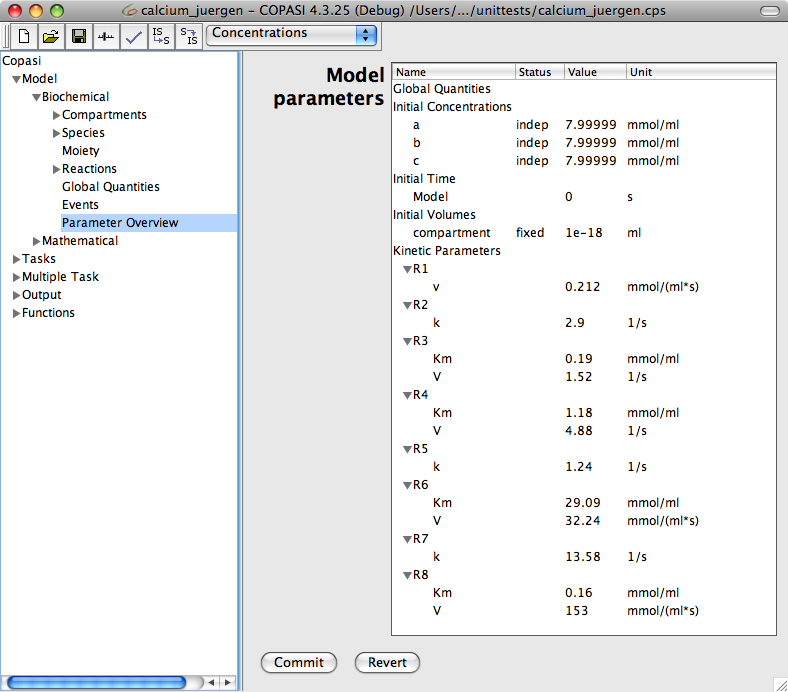 calcium_juergen – COPASI 4.3.25 (Debug) /Users/.../unittests/calcium_juergen.cps
IS S S IS Concentrations
Copasi
Model
Biochemical
Compartments
Species
Moiety
Reactions
Global Quantities
Events
Parameter Overview
Mathematical
Tasks
Multiple Task
Output
Functions
Model
parameters
Name Status Value Unit
Global Quantities
Initial Concentrations
a indep 7.99999 mmol/ml
b indep 7.99999 mmol/ml
c indep 7.99999 mmol/ml
Initial Time
Model 0 s
Initial Volumes
compartment fixed 1e-18 ml
Kinetic Parameters
R1
v 0.212 mmol/(ml*s)
R2
k 2.9 1/s
R3
Km 0.19 mmol/ml
V 1.52 1/s
R4
Km 1.18 mmol/ml
V 4.88 1/s
R5
k 1.24 1/s
R6
Km 29.09 mmol/ml
V 32.24 mmol/(ml*s)
R7
k 13.58 1/s
R8
Km 0.16 mmol/ml
V 153 mmol/(ml*s)
Commit Revert